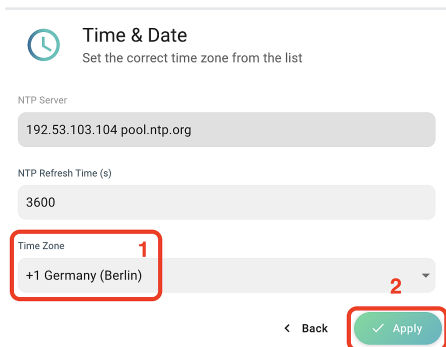 Time & Date
Set the correct time zone from the list
NTP Server
192.53.103.104 pool.ntp.org
NTP Refresh Time (s)
3600
Time Zone
1
+1 Germany (Berlin)
2
Back
Apply